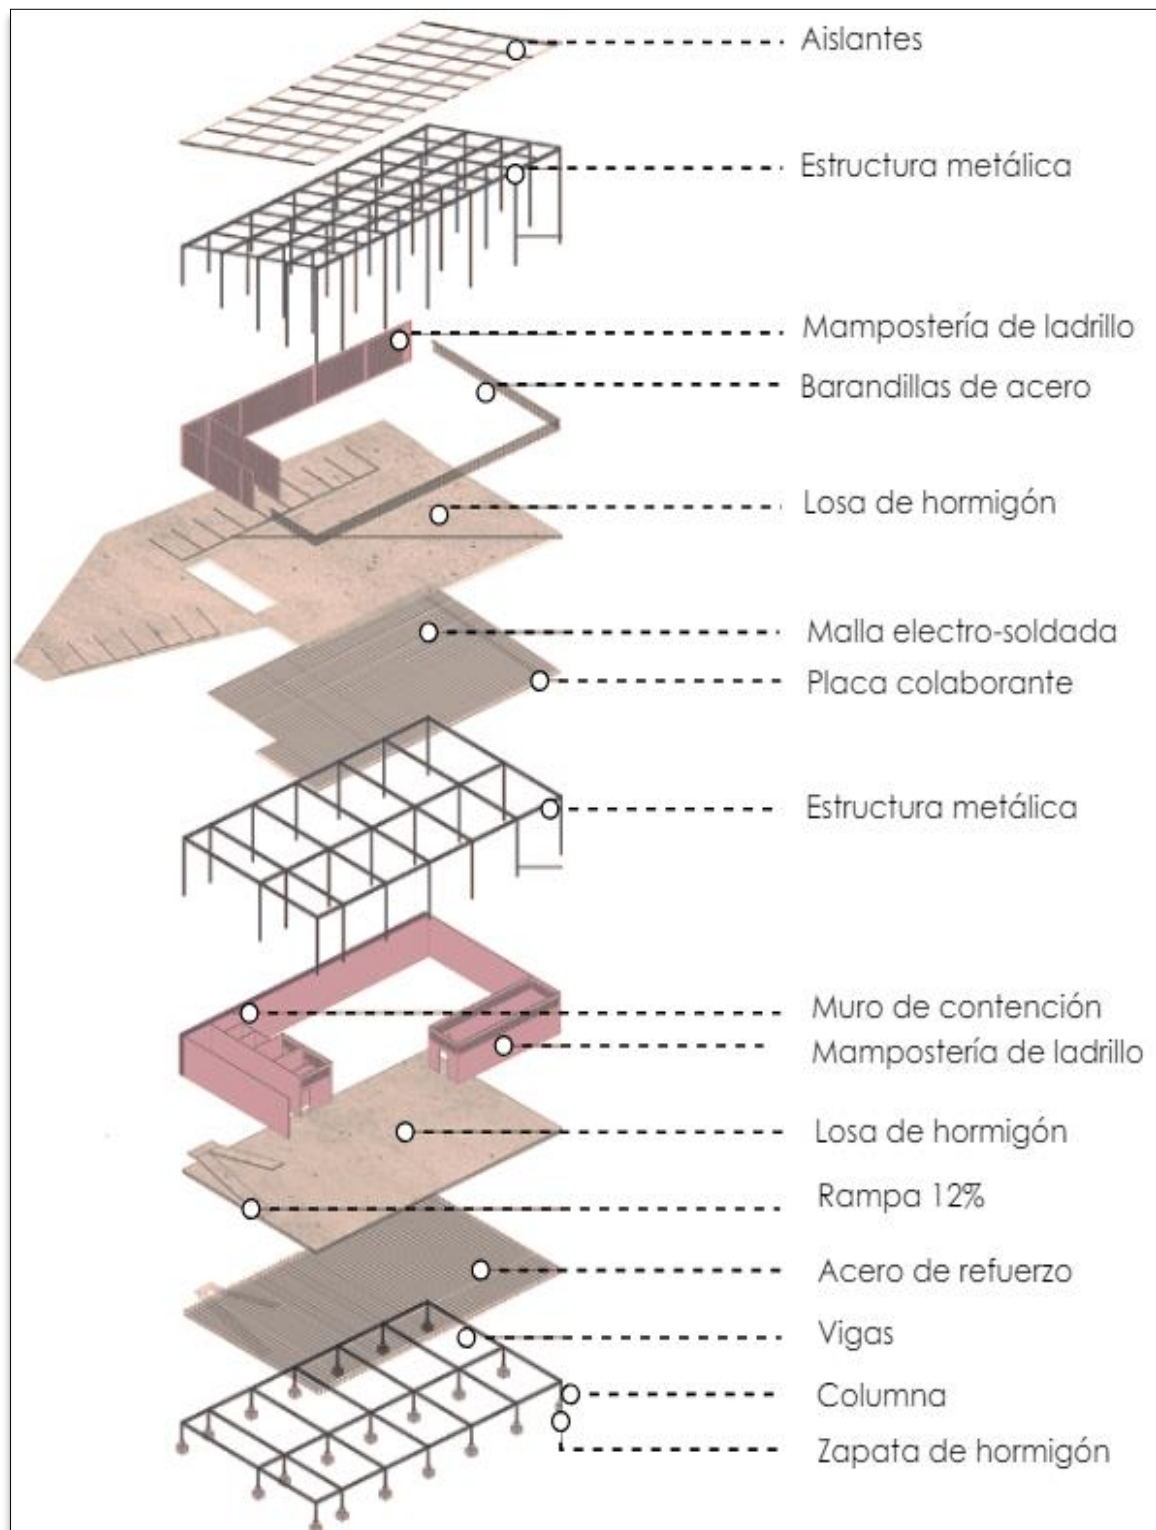 Aislantes
Estructura metálica
Mampostería de ladrillo
Barandillas de acero
Losa de hormigón
Malla electro-soldada
Placa colaborante
Estructura metálica
Muro de contención
Mampostería de ladrillo
Losa de hormigón
Rampa 12%
Acero de refuerzo
Vigas
Columna
Zapata de hormigón